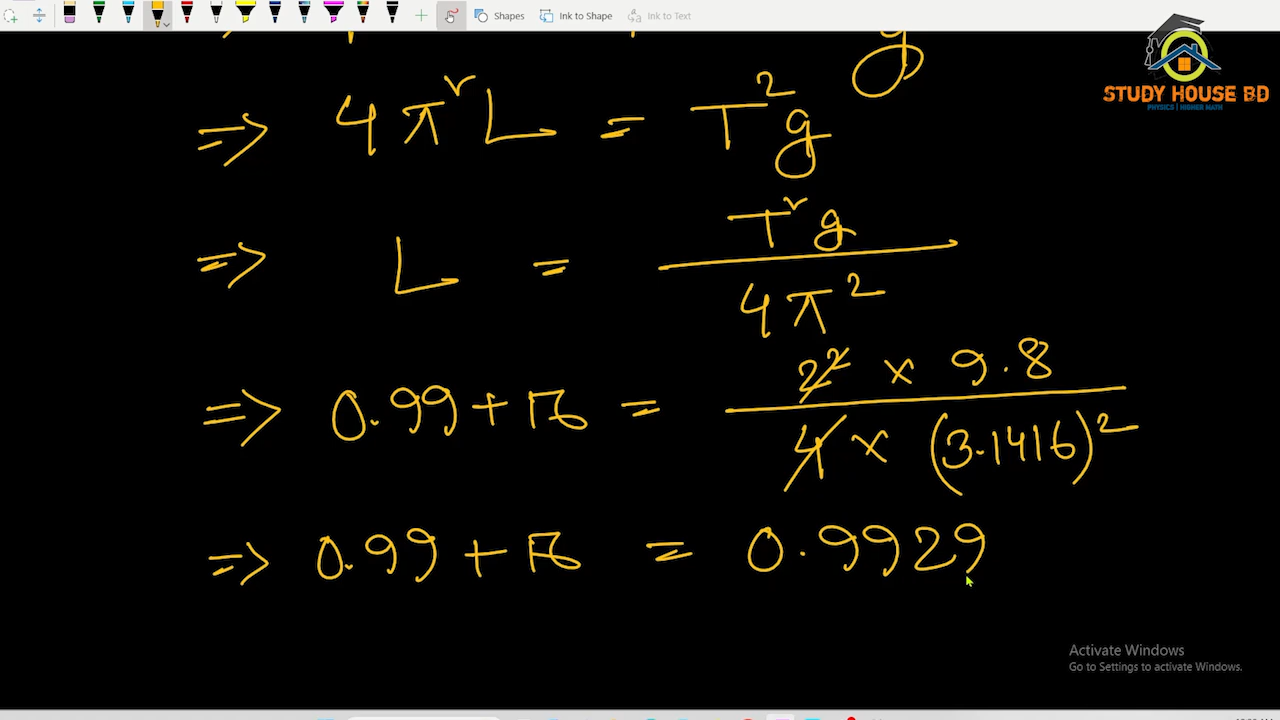 Shapes Ink to Shape Ink to Text
STUDY HOUSE BD
PHYSICS | HIGHER MATH
=> 4π²L = T²g
=> L = T²g / 4π²
=> 0.99 + r = 2² × 9.8 / 4 × (3.1416)²
=> 0.99 + r = 0.9929
Activate Windows
Go to Settings to activate Windows.